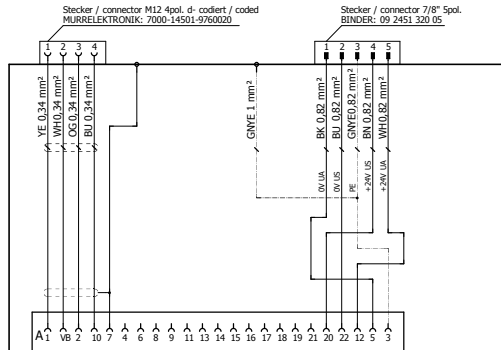 Stecker / connector M12 4pol. d- codiert / coded
MURRELEKTRONIK: 7000-14501-9760020
Stecker / connector 7/8" 5pol.
BINDER: 09 2451 320 05
1 2 3 4
1 2 3 4 5
YE 0,34 mm²
WH0,34 mm²
OG 0,34 mm²
BU 0,34 mm²
GNYE 1 mm²
BK 0,82 mm²
BU 0,82 mm²
GNYE0,82 mm²
BN 0,82 mm²
WH0,82 mm²
0V UA
0V US
PE
+24V US
+24V UA
A 1 VB 2 10 7 4 6 8 9 11 13 14 15 16 17 18 19 21 20 22 12 5 3